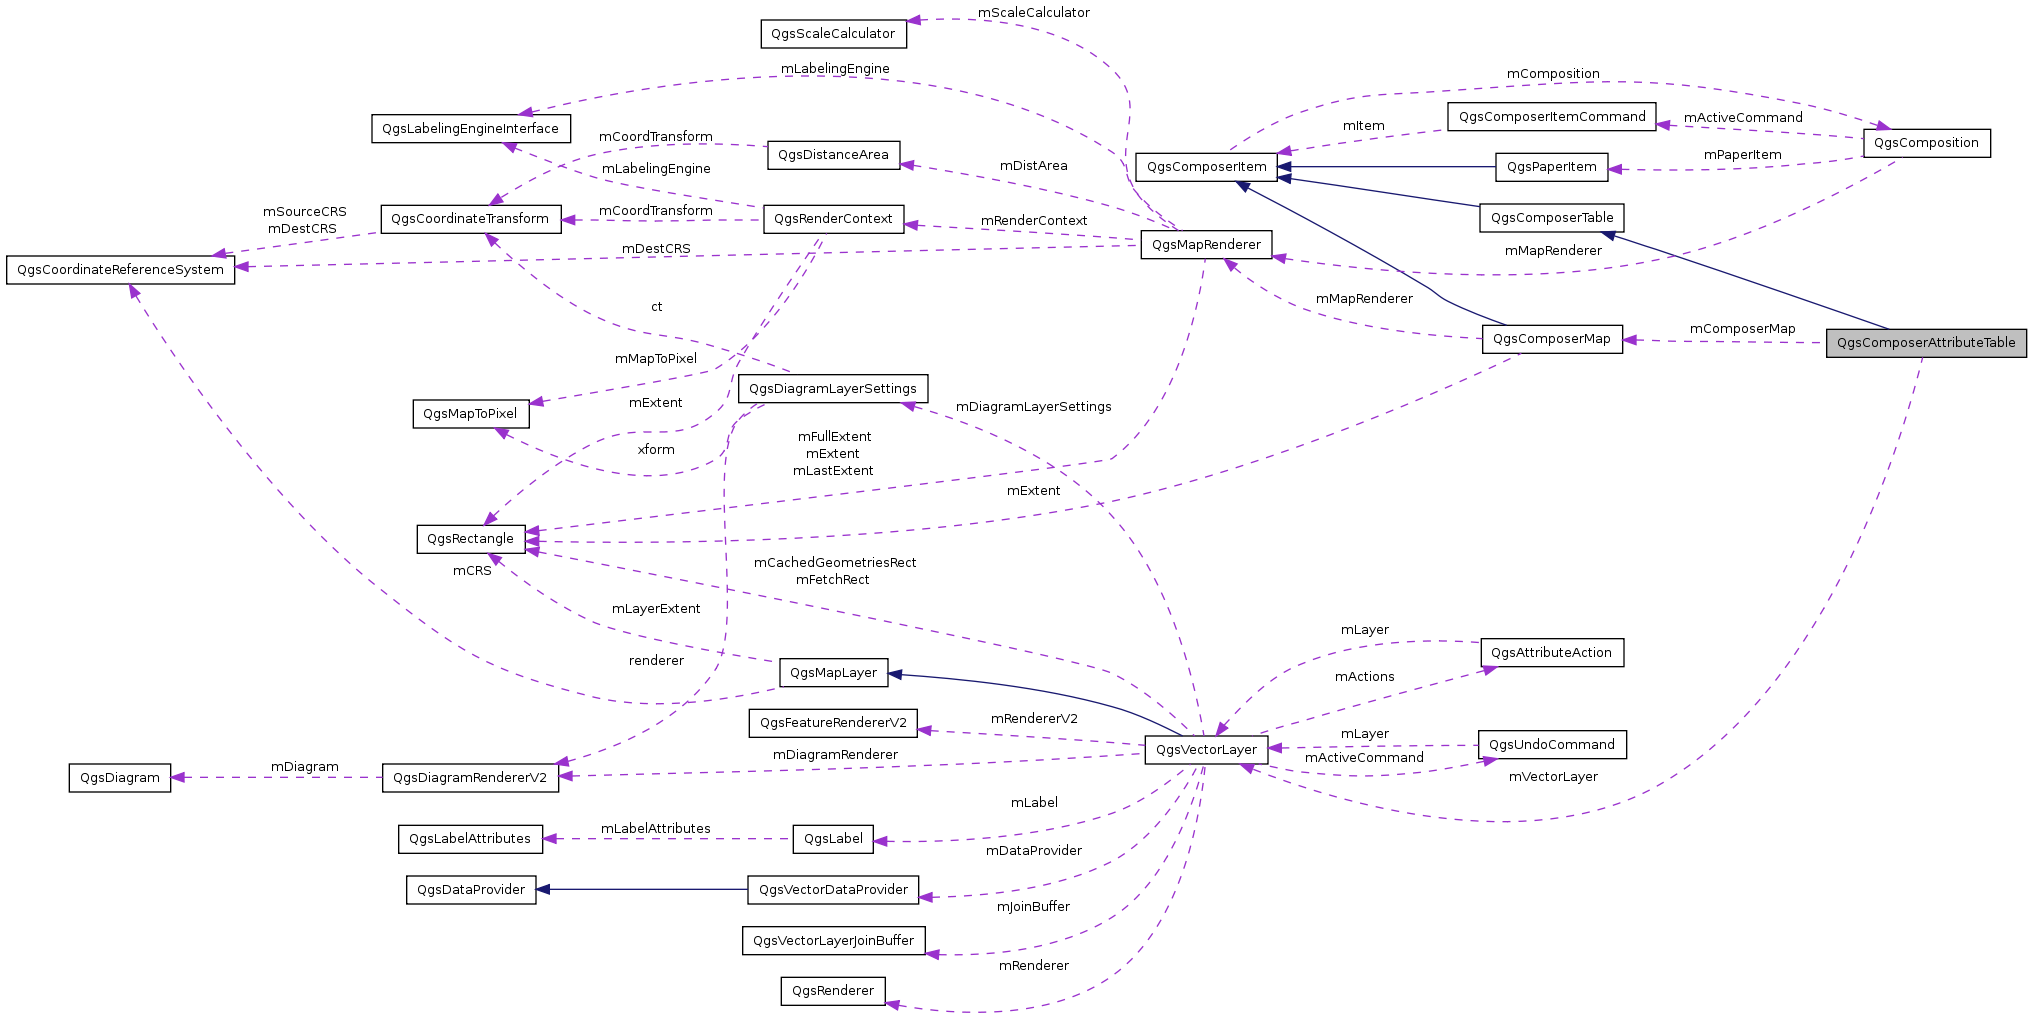 mScaleCalculator
QgsScaleCalculator
mLabelingEngine
mComposition
QgsLabelingEngineInterface
mCoordTransform
mItem
QgsComposerItemCommand
mActiveCommand
QgsDistanceArea
QgsComposition
mDistArea
QgsComposerItem
QgsPaperItem
mPaperItem
mLabelingEngine
mSourceCRS
mDestCRS
QgsCoordinateTransform
mCoordTransform
QgsRenderContext
mRenderContext
QgsComposerTable
mDestCRS
QgsMapRenderer
mMapRenderer
QgsCoordinateReferenceSystem
ct
mMapRenderer
QgsComposerMap
mComposerMap
QgsComposerAttributeTable
mMapToPixel
QgsDiagramLayerSettings
mExtent
mDiagramLayerSettings
QgsMapToPixel
xform
mFullExtent
mExtent
mLastExtent
mExtent
QgsRectangle
mCRS
mCachedGeometriesRect
mFetchRect
mLayerExtent
mLayer
QgsAttributeAction
renderer
QgsMapLayer
mActions
QgsFeatureRendererV2
mRendererV2
mLayer
QgsVectorLayer
QgsUndoCommand
mDiagramRenderer
mActiveCommand
mVectorLayer
QgsDiagram
mDiagram
QgsDiagramRendererV2
mLabel
QgsLabelAttributes
mLabelAttributes
QgsLabel
mDataProvider
QgsDataProvider
QgsVectorDataProvider
mJoinBuffer
QgsVectorLayerJoinBuffer
mRenderer
QgsRenderer